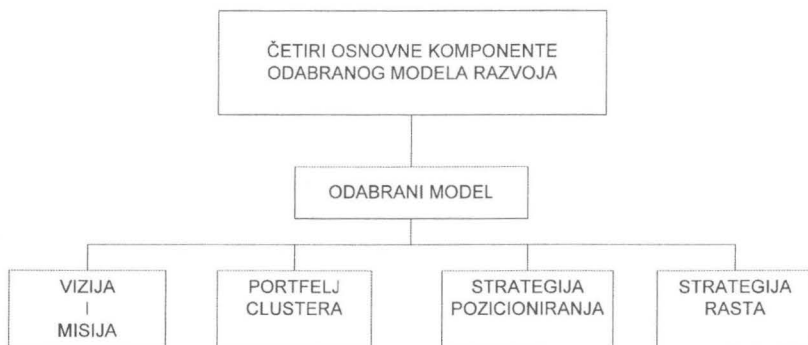 ČETIRI OSNOVNE KOMPONENTE
ODABRANOG MODELA RAZVOJA
ODABRANI MODEL
VIZIJA
I
MISIJA
PORTFELJ
CLUSTERA
STRATEGIJA
POZICIONIRANJA
STRATEGIJA
RASTA